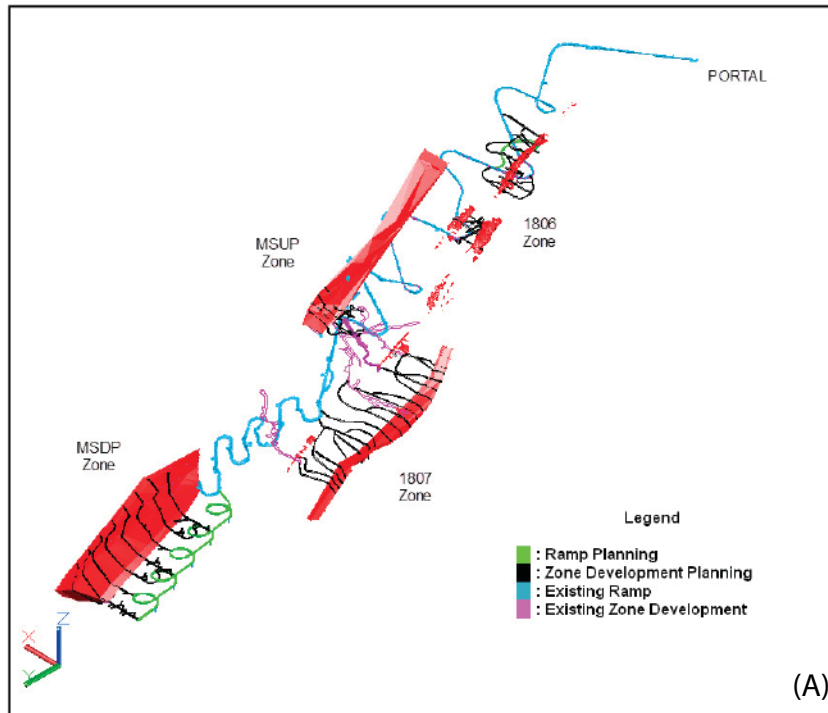 PORTAL
1806
Zone
MSUP
Zone
MSDP
Zone
1807
Zone
Legend
: Ramp Planning
: Zone Development Planning
: Existing Ramp
: Existing Zone Development
Z
X
Y
(A)